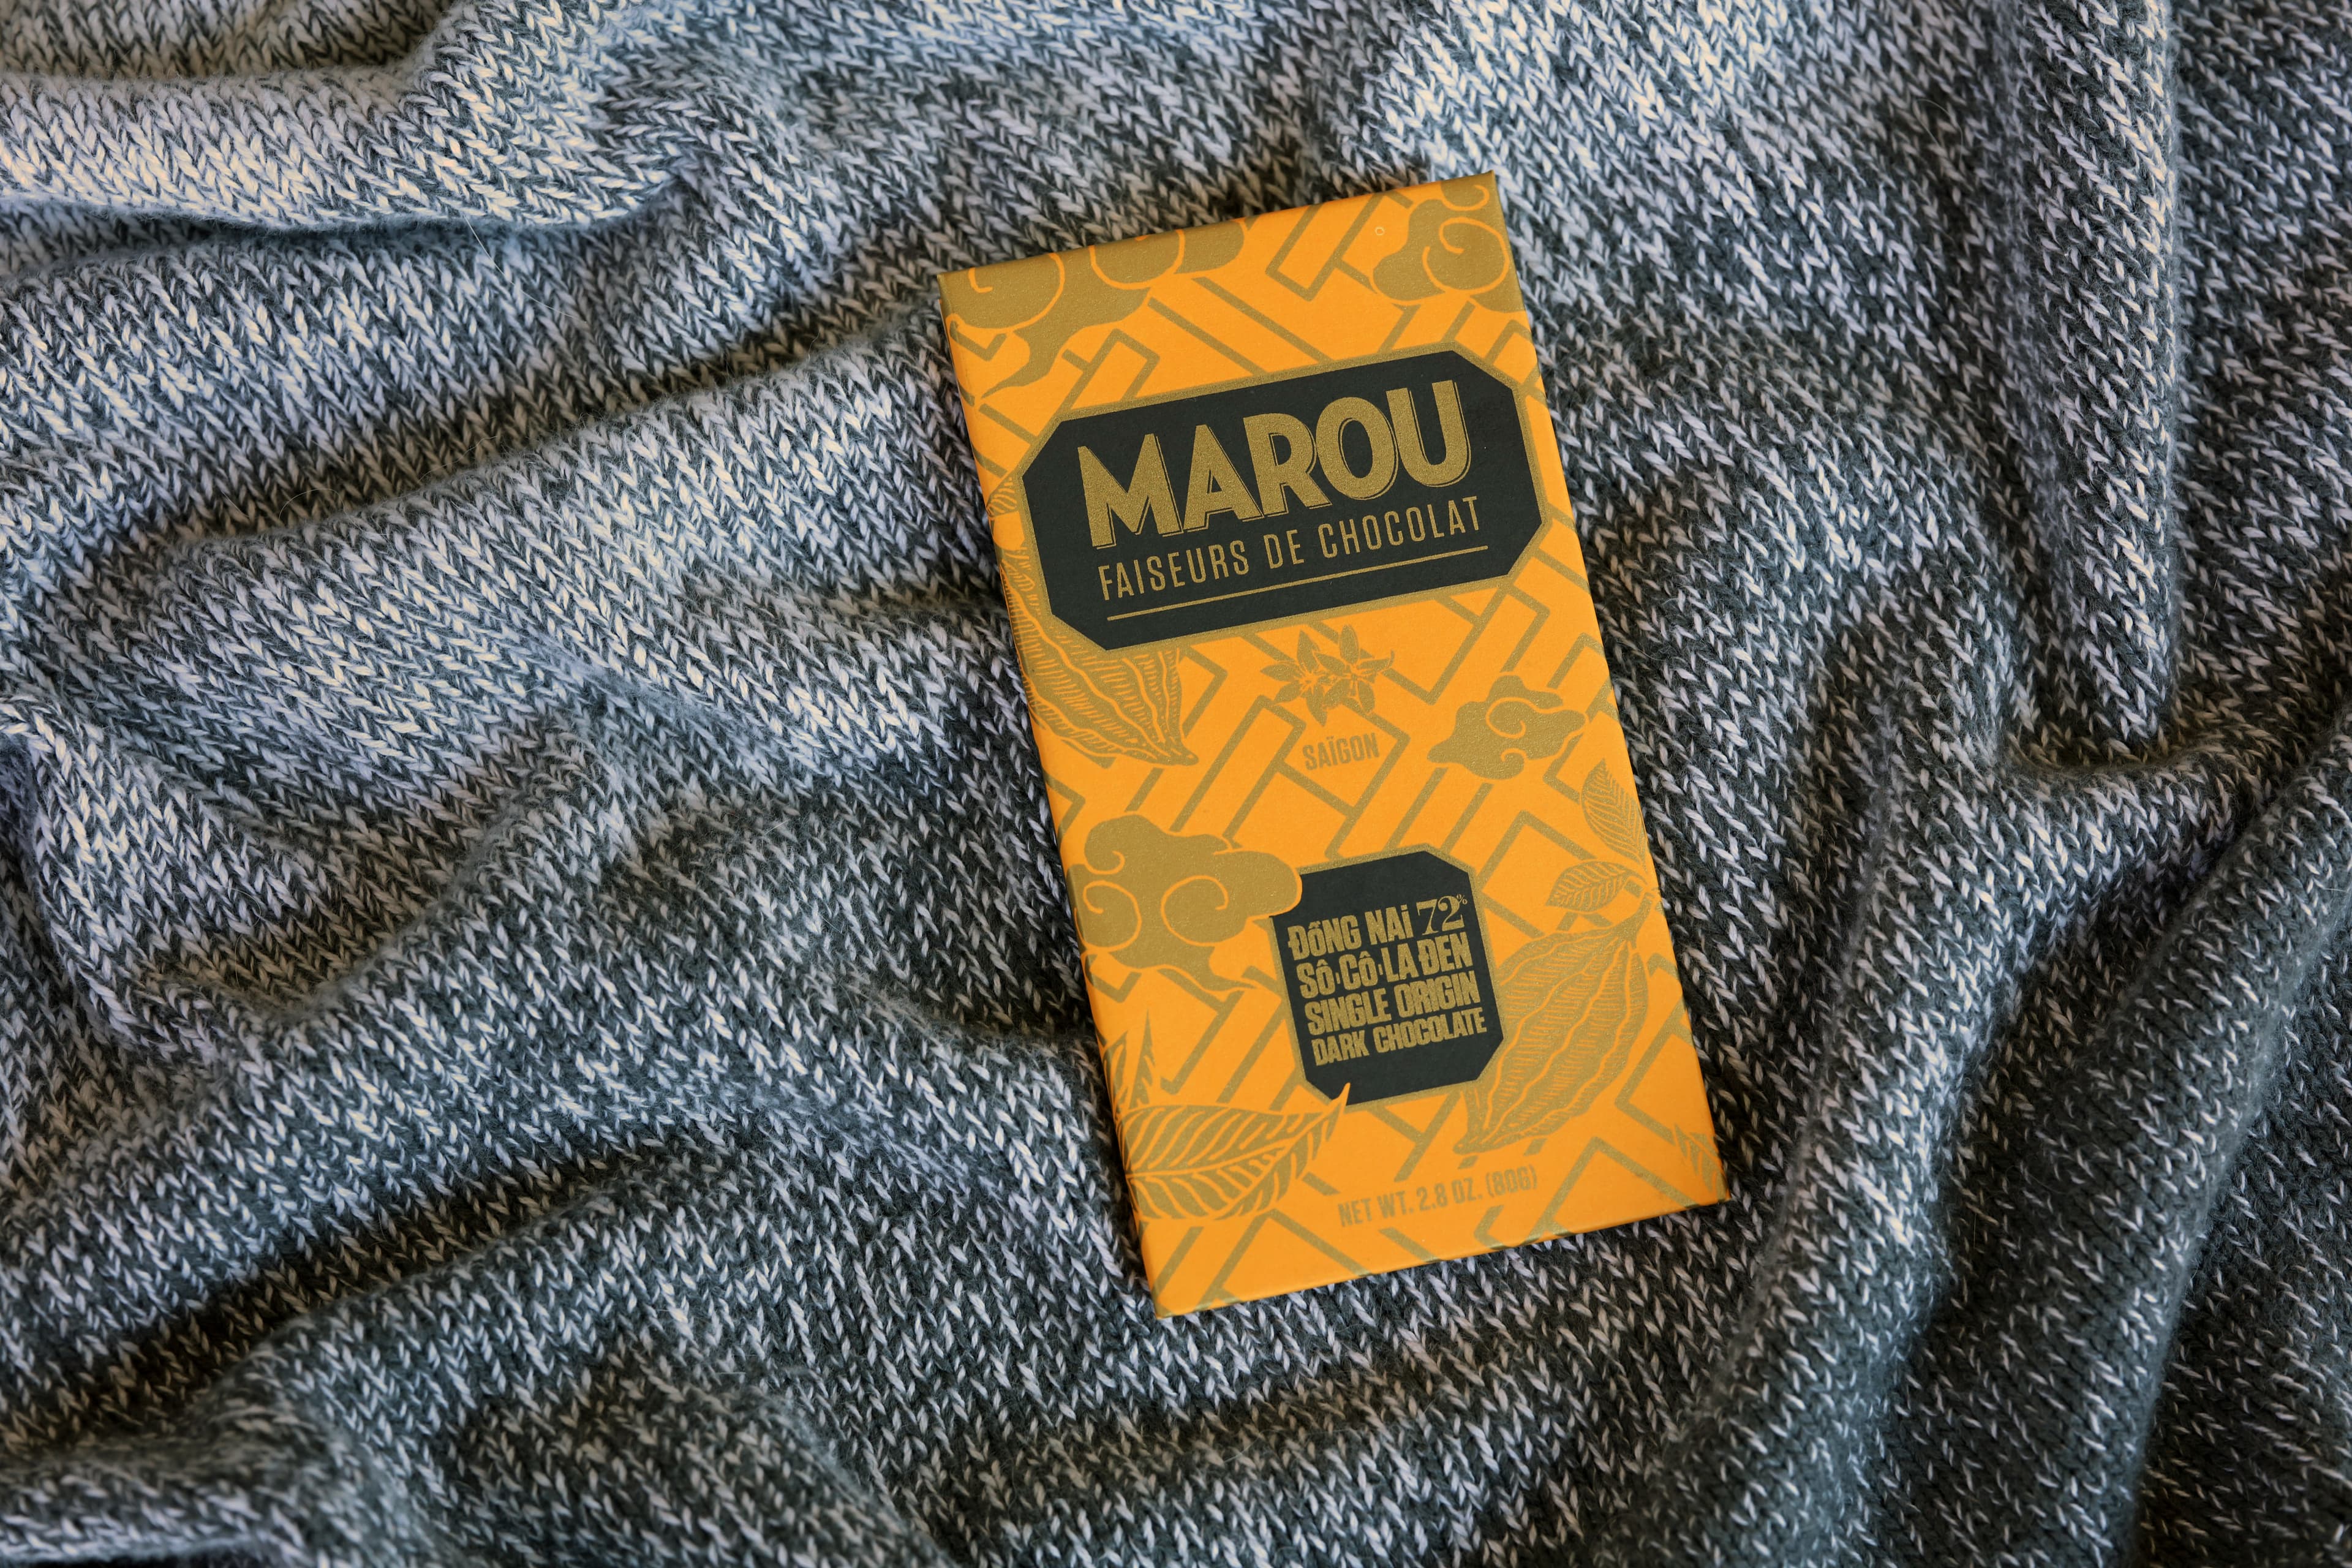 MAROU
FAISEURS DE CHOCOLAT
SAÏGON
ĐỒNG NAi 72%
SÔ·CÔ·LA ĐEN
SINGLE ORIGIN
DARK CHOCOLATE
NET WT. 2.8 OZ. (80G)